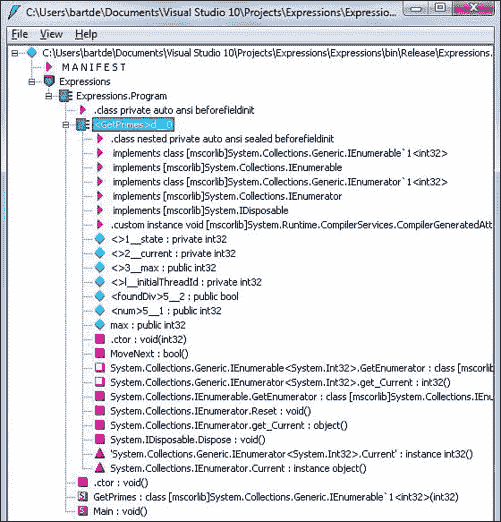 C:\Users\bartde\Documents\Visual Studio 10\Projects\Expressions\Expressio...
File View Help
C:\Users\bartde\Documents\Visual Studio 10\Projects\Expressions\Expressions\bin\Release\Expressions.
M A N I F E S T
Expressions
Expressions.Program
.class private auto ansi beforefieldinit
<GetPrimes>d__0
.class nested private auto ansi sealed beforefieldinit
implements class [mscorlib]System.Collections.Generic.IEnumerable`1<int32>
implements [mscorlib]System.Collections.IEnumerable
implements class [mscorlib]System.Collections.Generic.IEnumerator`1<int32>
implements [mscorlib]System.Collections.IEnumerator
implements [mscorlib]System.IDisposable
.custom instance void [mscorlib]System.Runtime.CompilerServices.CompilerGeneratedAtt
<>1__state : private int32
<>2__current : private int32
<>3__max : public int32
<>l__initialThreadId : private int32
<foundDiv>5__2 : public bool
<num>5__1 : public int32
max : public int32
.ctor : void(int32)
MoveNext : bool()
System.Collections.Generic.IEnumerable<System.Int32>.GetEnumerator : class [mscorli
System.Collections.Generic.IEnumerator<System.Int32>.get_Current : int32()
System.Collections.IEnumerable.GetEnumerator : class [mscorlib]System.Collections.IEnu
System.Collections.IEnumerator.Reset : void()
System.Collections.IEnumerator.get_Current : object()
System.IDisposable.Dispose : void()
'System.Collections.Generic.IEnumerator<System.Int32>.Current' : instance int32()
System.Collections.IEnumerator.Current : instance object()
.ctor : void()
GetPrimes : class [mscorlib]System.Collections.Generic.IEnumerable`1<int32>(int32)
Main : void()